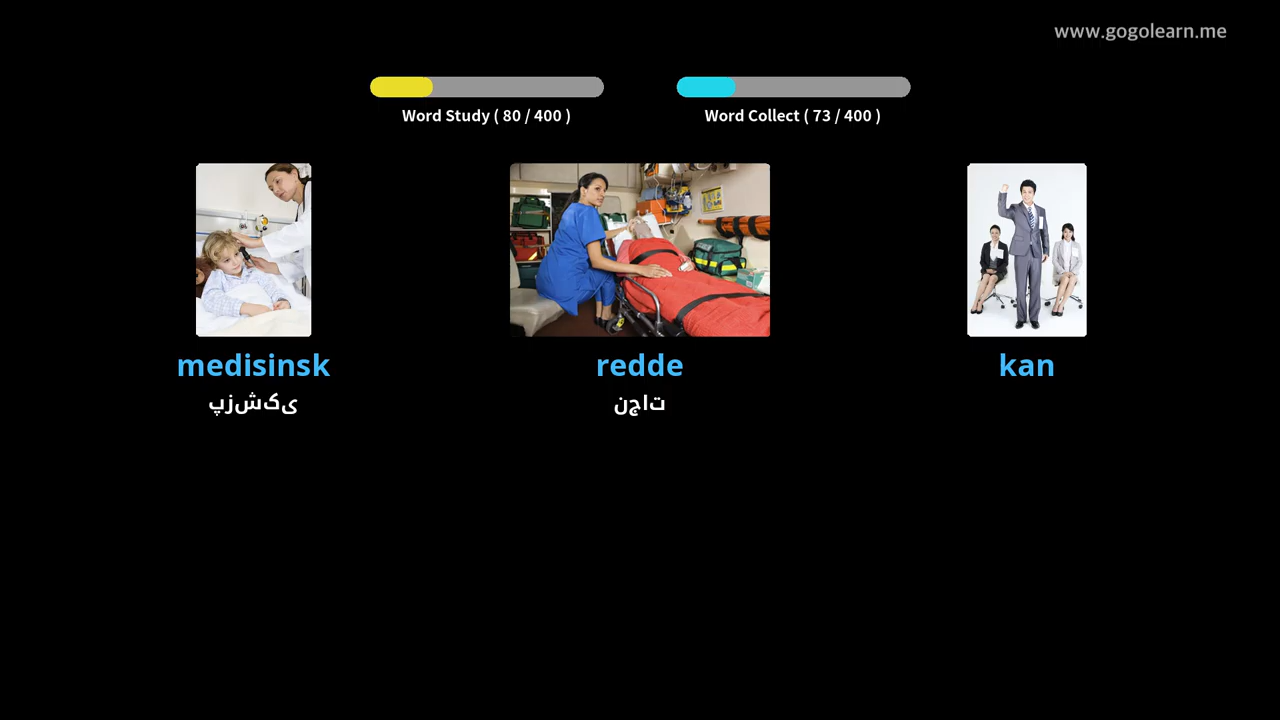 www.gogolearn.me
Word Study ( 80 / 400 )
Word Collect ( 73 / 400 )
medisinsk
redde
kan
پزشکی
نجات